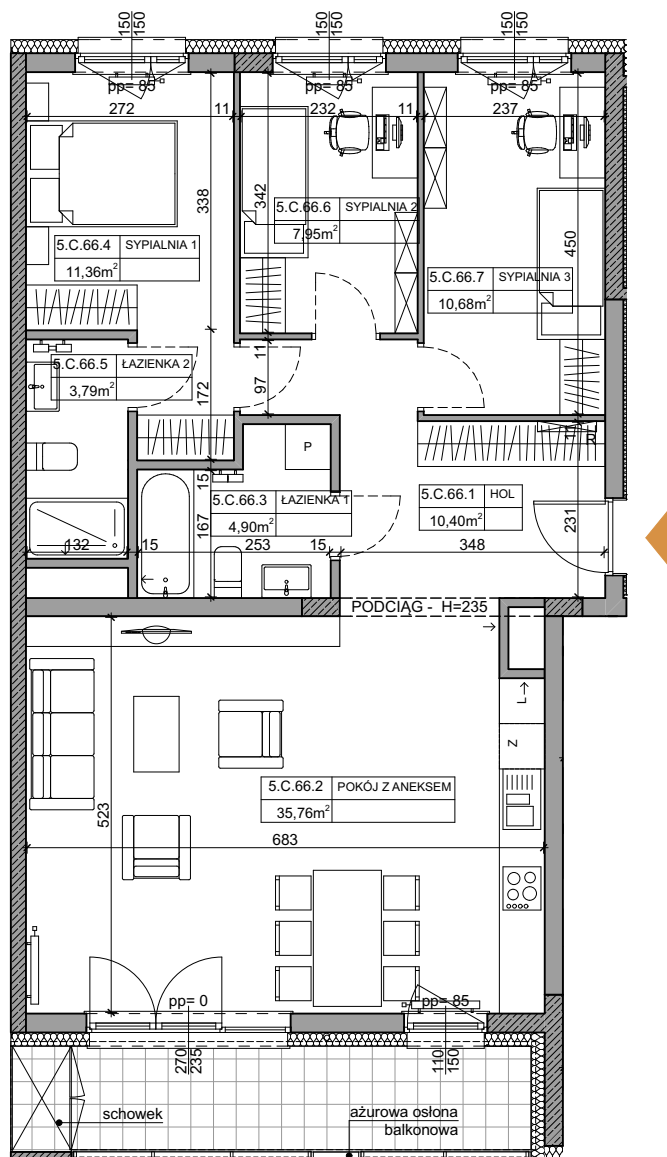 150
150
150
150
150
150
pp= 85
pp= 85
pp= 85
272
11
232
11
237
338
342
450
5.C.66.6 SYPIALNIA 2
7,95m²
5.C.66.4 SYPIALNIA 1
11,36m²
5.C.66.7 SYPIALNIA 3
10,68m²
11
97
172
5.C.66.5 ŁAZIENKA 2
3,79m²
11
R
P
15
167
5.C.66.3 ŁAZIENKA 1
4,90m²
5.C.66.1 HOL
10,40m²
231
132
15
253
15
348
PODCIĄG - H=235
L
Z
5.C.66.2 POKÓJ Z ANEKSEM
35,76m²
523
683
pp= 0
pp= 85
270
235
110
150
schowek
ażurowa osłona
balkonowa